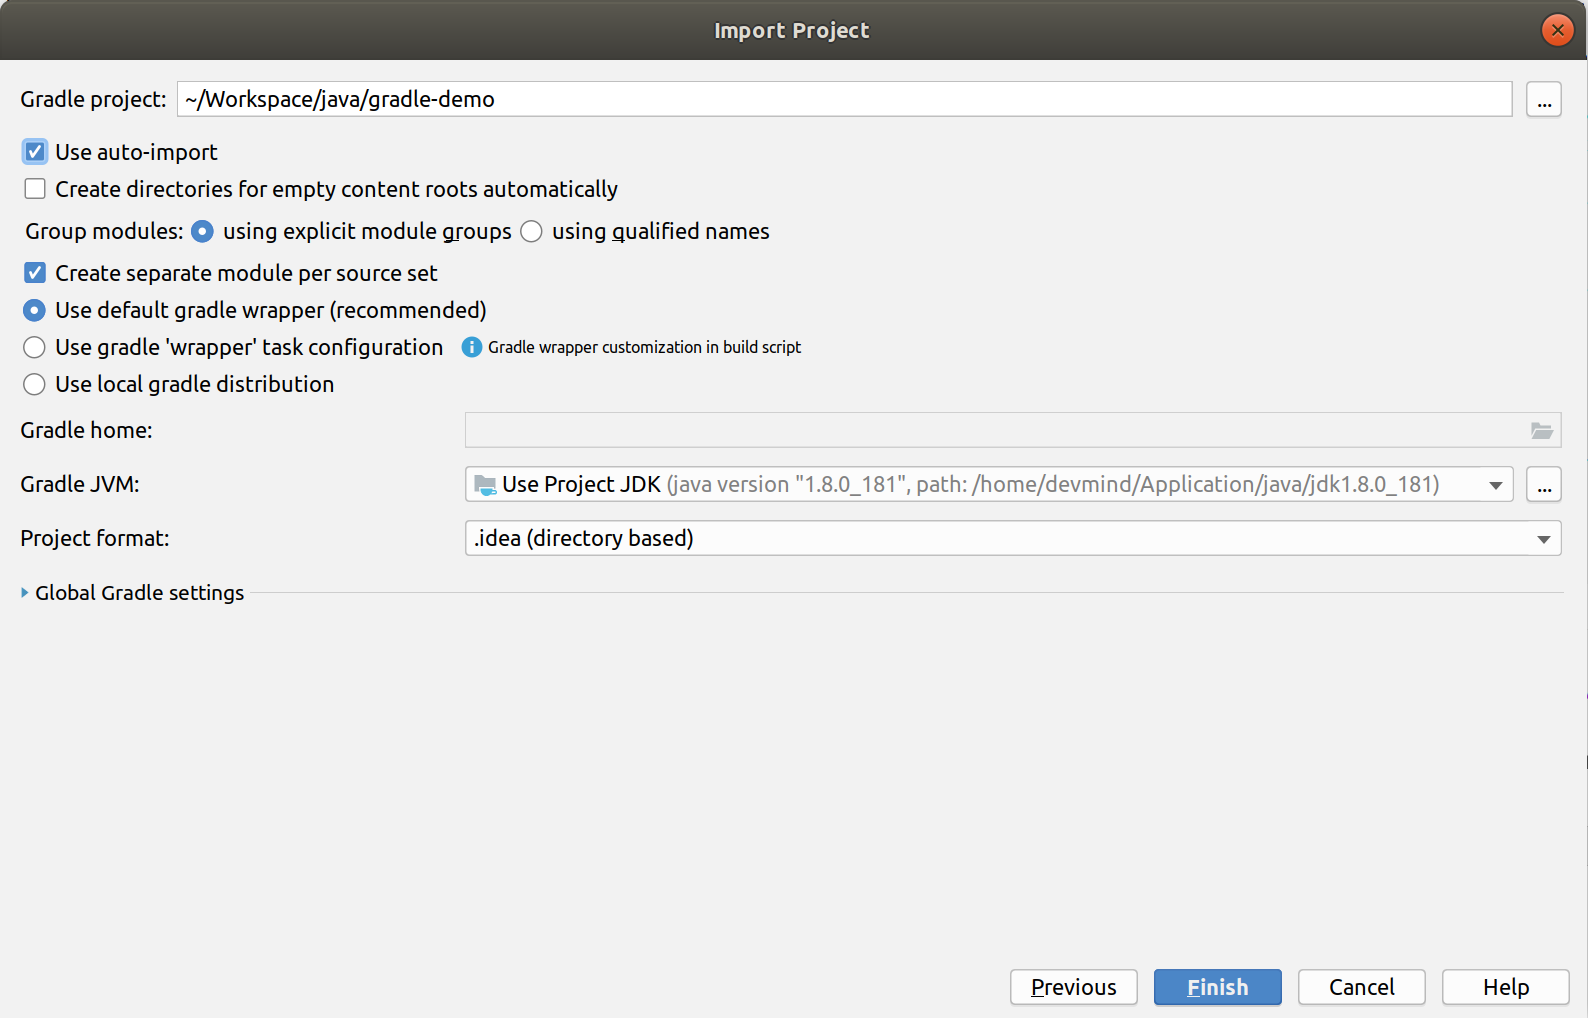 Import Project
Gradle project: ~/Workspace/java/gradle-demo ...
Use auto-import
Create directories for empty content roots automatically
Group modules: using explicit module groups using qualified names
Create separate module per source set
Use default gradle wrapper (recommended)
Use gradle 'wrapper' task configuration Gradle wrapper customization in build script
Use local gradle distribution
Gradle home:
Gradle JVM: Use Project JDK (java version "1.8.0_181", path: /home/devmind/Application/java/jdk1.8.0_181) ...
Project format: .idea (directory based)
Global Gradle settings
Previous Finish Cancel Help